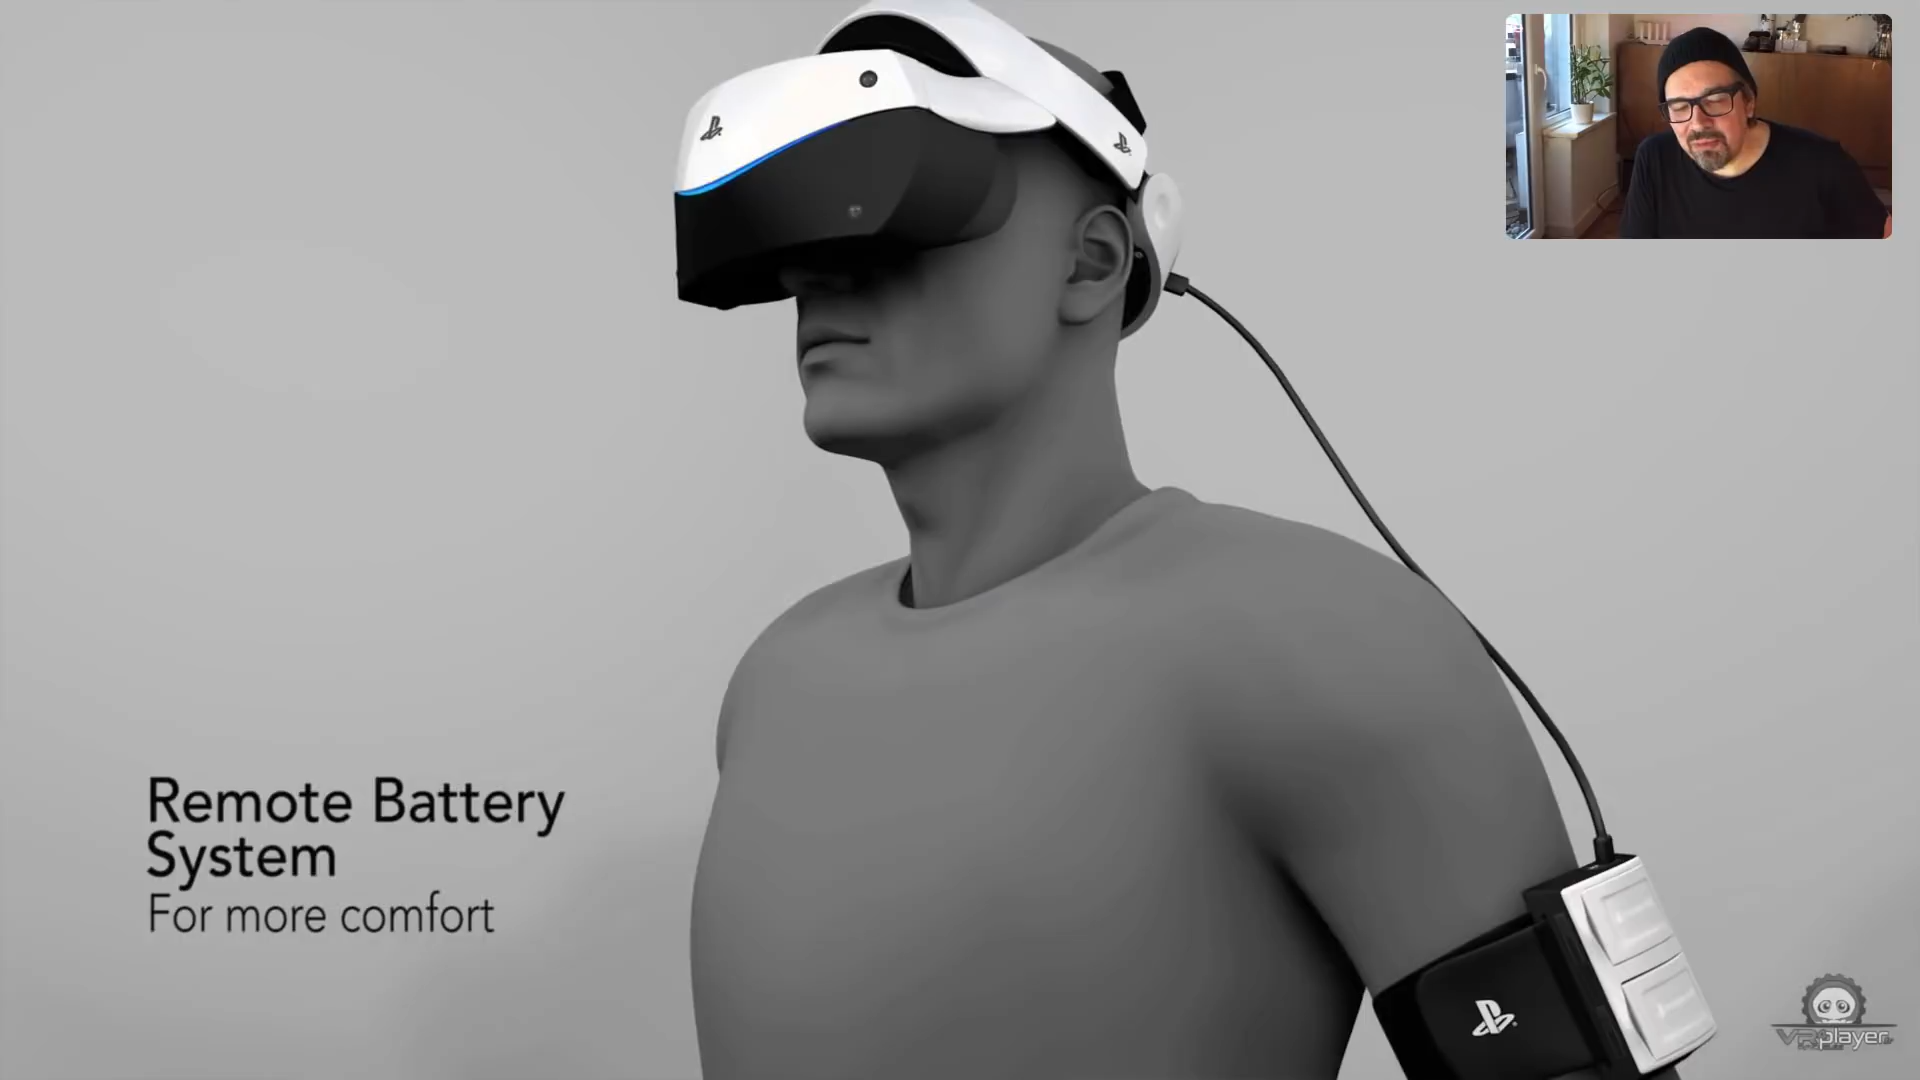 Remote Battery
System
For more comfort
VRplayer